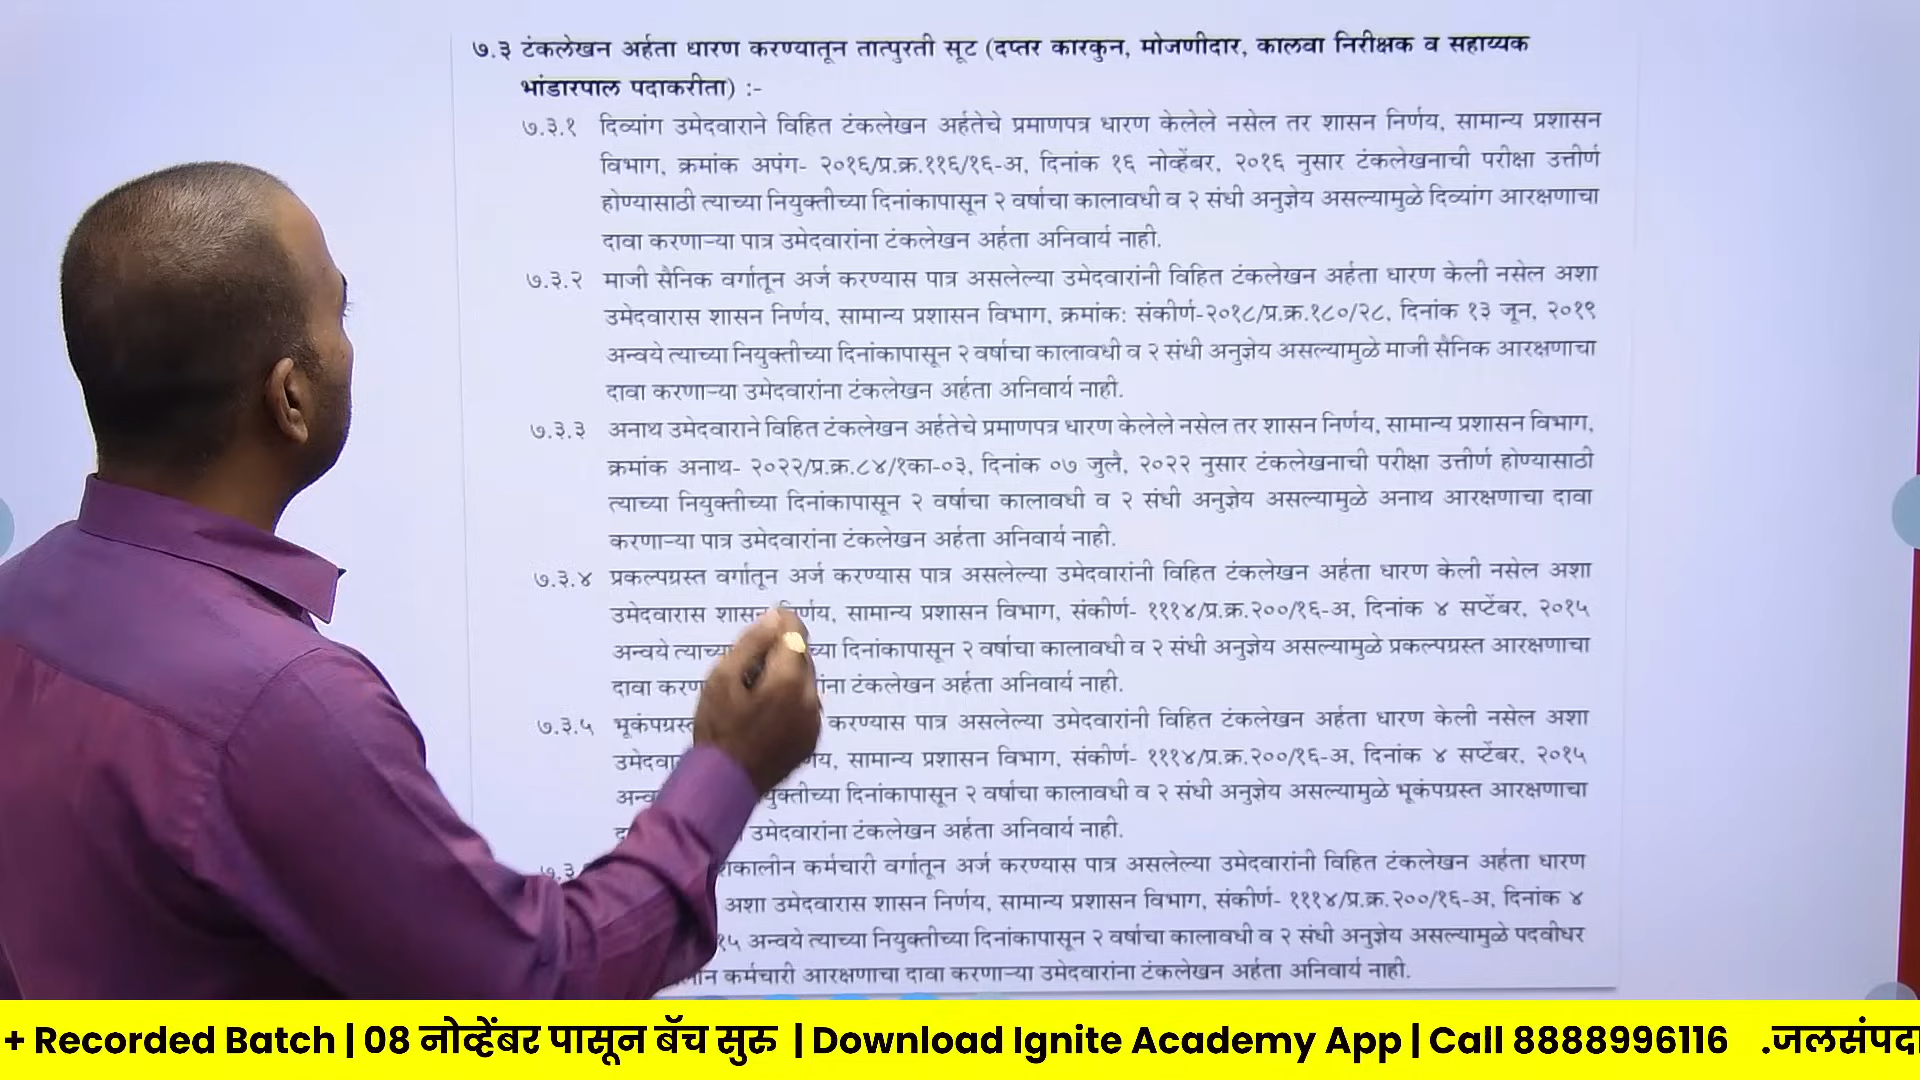 ७.३ टंकलेखन अर्हता धारण करण्यातून तात्पुरती सूट (दप्तर कारकुन, मोजणीदार, कालवा निरीक्षक व सहाय्यक
भांडारपाल पदाकरीता) :-
७.३.१ दिव्यांग उमेदवाराने विहित टंकलेखन अर्हतेचे प्रमाणपत्र धारण केलेले नसेल तर शासन निर्णय, सामान्य प्रशासन
विभाग, क्रमांक अपंग- २०१६/प्र.क्र.११६/१६-अ, दिनांक १६ नोव्हेंबर, २०१६ नुसार टंकलेखनाची परीक्षा उत्तीर्ण
होण्यासाठी त्याच्या नियुक्तीच्या दिनांकापासून २ वर्षाचा कालावधी व २ संधी अनुज्ञेय असल्यामुळे दिव्यांग आरक्षणाचा
दावा करणाऱ्या पात्र उमेदवारांना टंकलेखन अर्हता अनिवार्य नाही.
७.३.२ माजी सैनिक वर्गातून अर्ज करण्यास पात्र असलेल्या उमेदवारांनी विहित टंकलेखन अर्हता धारण केली नसेल अशा
उमेदवारास शासन निर्णय, सामान्य प्रशासन विभाग, क्रमांक: संकीर्ण-२०१८/प्र.क्र.१८०/२८, दिनांक १३ जून, २०१९
अन्वये त्याच्या नियुक्तीच्या दिनांकापासून २ वर्षाचा कालावधी व २ संधी अनुज्ञेय असल्यामुळे माजी सैनिक आरक्षणाचा
दावा करणाऱ्या उमेदवारांना टंकलेखन अर्हता अनिवार्य नाही.
७.३.३ अनाथ उमेदवाराने विहित टंकलेखन अर्हतेचे प्रमाणपत्र धारण केलेले नसेल तर शासन निर्णय, सामान्य प्रशासन विभाग,
क्रमांक अनाथ- २०२२/प्र.क्र.८४/१का-०३, दिनांक ०७ जुलै, २०२२ नुसार टंकलेखनाची परीक्षा उत्तीर्ण होण्यासाठी
त्याच्या नियुक्तीच्या दिनांकापासून २ वर्षाचा कालावधी व २ संधी अनुज्ञेय असल्यामुळे अनाथ आरक्षणाचा दावा
करणाऱ्या पात्र उमेदवारांना टंकलेखन अर्हता अनिवार्य नाही.
७.३.४ प्रकल्पग्रस्त वर्गातून अर्ज करण्यास पात्र असलेल्या उमेदवारांनी विहित टंकलेखन अर्हता धारण केली नसेल अशा
उमेदवारास शासन निर्णय, सामान्य प्रशासन विभाग, संकीर्ण- १११४/प्र.क्र.२००/१६-अ, दिनांक ४ सप्टेंबर, २०१५
अन्वये त्याच्या दिनांकापासून २ वर्षाचा कालावधी व २ संधी अनुज्ञेय असल्यामुळे प्रकल्पग्रस्त आरक्षणाचा
दावा टंकलेखन अर्हता अनिवार्य नाही.
७.३.५ भूकंपग्रस्त करण्यास पात्र असलेल्या उमेदवारांनी विहित टंकलेखन अर्हता धारण केली नसेल अशा
सामान्य प्रशासन विभाग, संकीर्ण- १११४/प्र.क्र.२००/१६-अ, दिनांक ४ सप्टेंबर, २०१५
दिनांकापासून २ वर्षाचा कालावधी व २ संधी अनुज्ञेय असल्यामुळे भूकंपग्रस्त आरक्षणाचा
उमेदवारांना टंकलेखन अर्हता अनिवार्य नाही.
कर्मचारी वर्गातून अर्ज करण्यास पात्र असलेल्या उमेदवारांनी विहित टंकलेखन अर्हता धारण
अशा उमेदवारास शासन निर्णय, सामान्य प्रशासन विभाग, संकीर्ण- १११४/प्र.क्र.२००/१६-अ, दिनांक ४
अन्वये त्याच्या नियुक्तीच्या दिनांकापासून २ वर्षाचा कालावधी व २ संधी अनुज्ञेय असल्यामुळे पदवीधर
कर्मचारी आरक्षणाचा दावा करणाऱ्या उमेदवारांना टंकलेखन अर्हता अनिवार्य नाही.
+ Recorded Batch | 08 नोव्हेंबर पासून बॅच सुरु | Download Ignite Academy App | Call 8888996116 .जलसंपदा